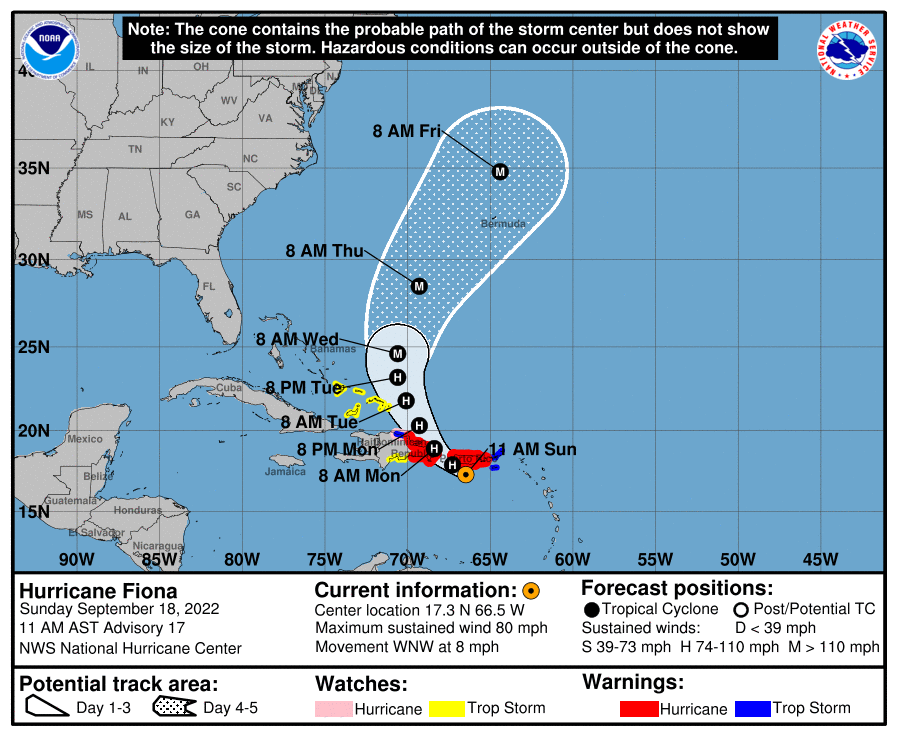 Note: The cone contains the probable path of the storm center but does not show
the size of the storm. Hazardous conditions can occur outside of the cone.
NOAA
NATIONAL WEATHER SERVICE
IL
IN
OH
WV
VA
KY
TN
NC
SC
MS
AL
GA
FL
35N
30N
25N
20N
15N
8 AM Fri
Bermuda
8 AM Thu
8 AM Wed
Bahamas
8 PM Tue
Cuba
8 AM Tue
8 PM Mon
11 AM Sun
8 AM Mon
Jamaica
Mexico
Belize
Guatemala
Honduras
El Salvador
Nicaragua
90W 85W 80W 75W 70W 65W 60W 55W 50W 45W
Hurricane Fiona
Sunday September 18, 2022
11 AM AST Advisory 17
NWS National Hurricane Center
Current information:
Center location 17.3 N 66.5 W
Maximum sustained wind 80 mph
Movement WNW at 8 mph
Forecast positions:
Tropical Cyclone Post/Potential TC
Sustained winds: D < 39 mph
S 39-73 mph H 74-110 mph M > 110 mph
Potential track area:
Day 1-3 Day 4-5
Watches:
Hurricane Trop Storm
Warnings:
Hurricane Trop Storm